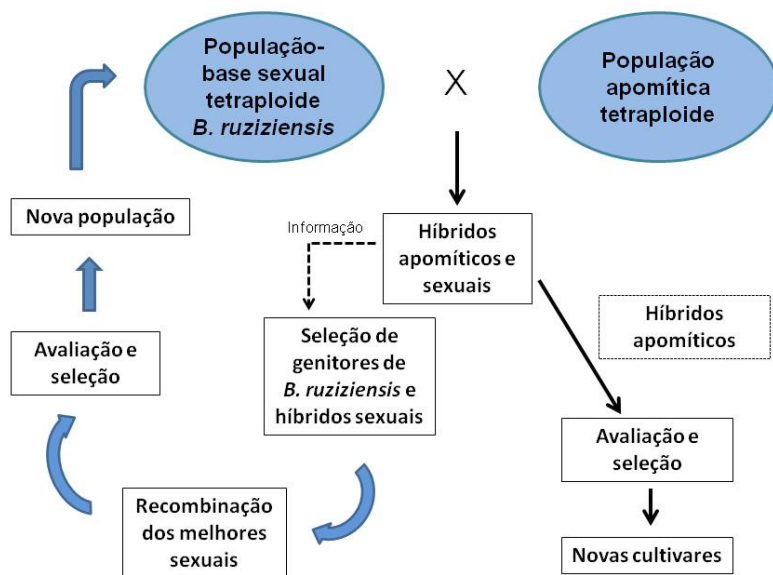 População-
base sexual
tetraploide
B. ruziziensis
X
População
apomítica
tetraploide
Nova população
Informação
Híbridos
apomíticos e
sexuais
Híbridos
apomíticos
Avaliação e
seleção
Seleção de
genitores de
B. ruziziensis e
híbridos sexuais
Avaliação e
seleção
Recombinação
dos melhores
sexuais
Novas cultivares